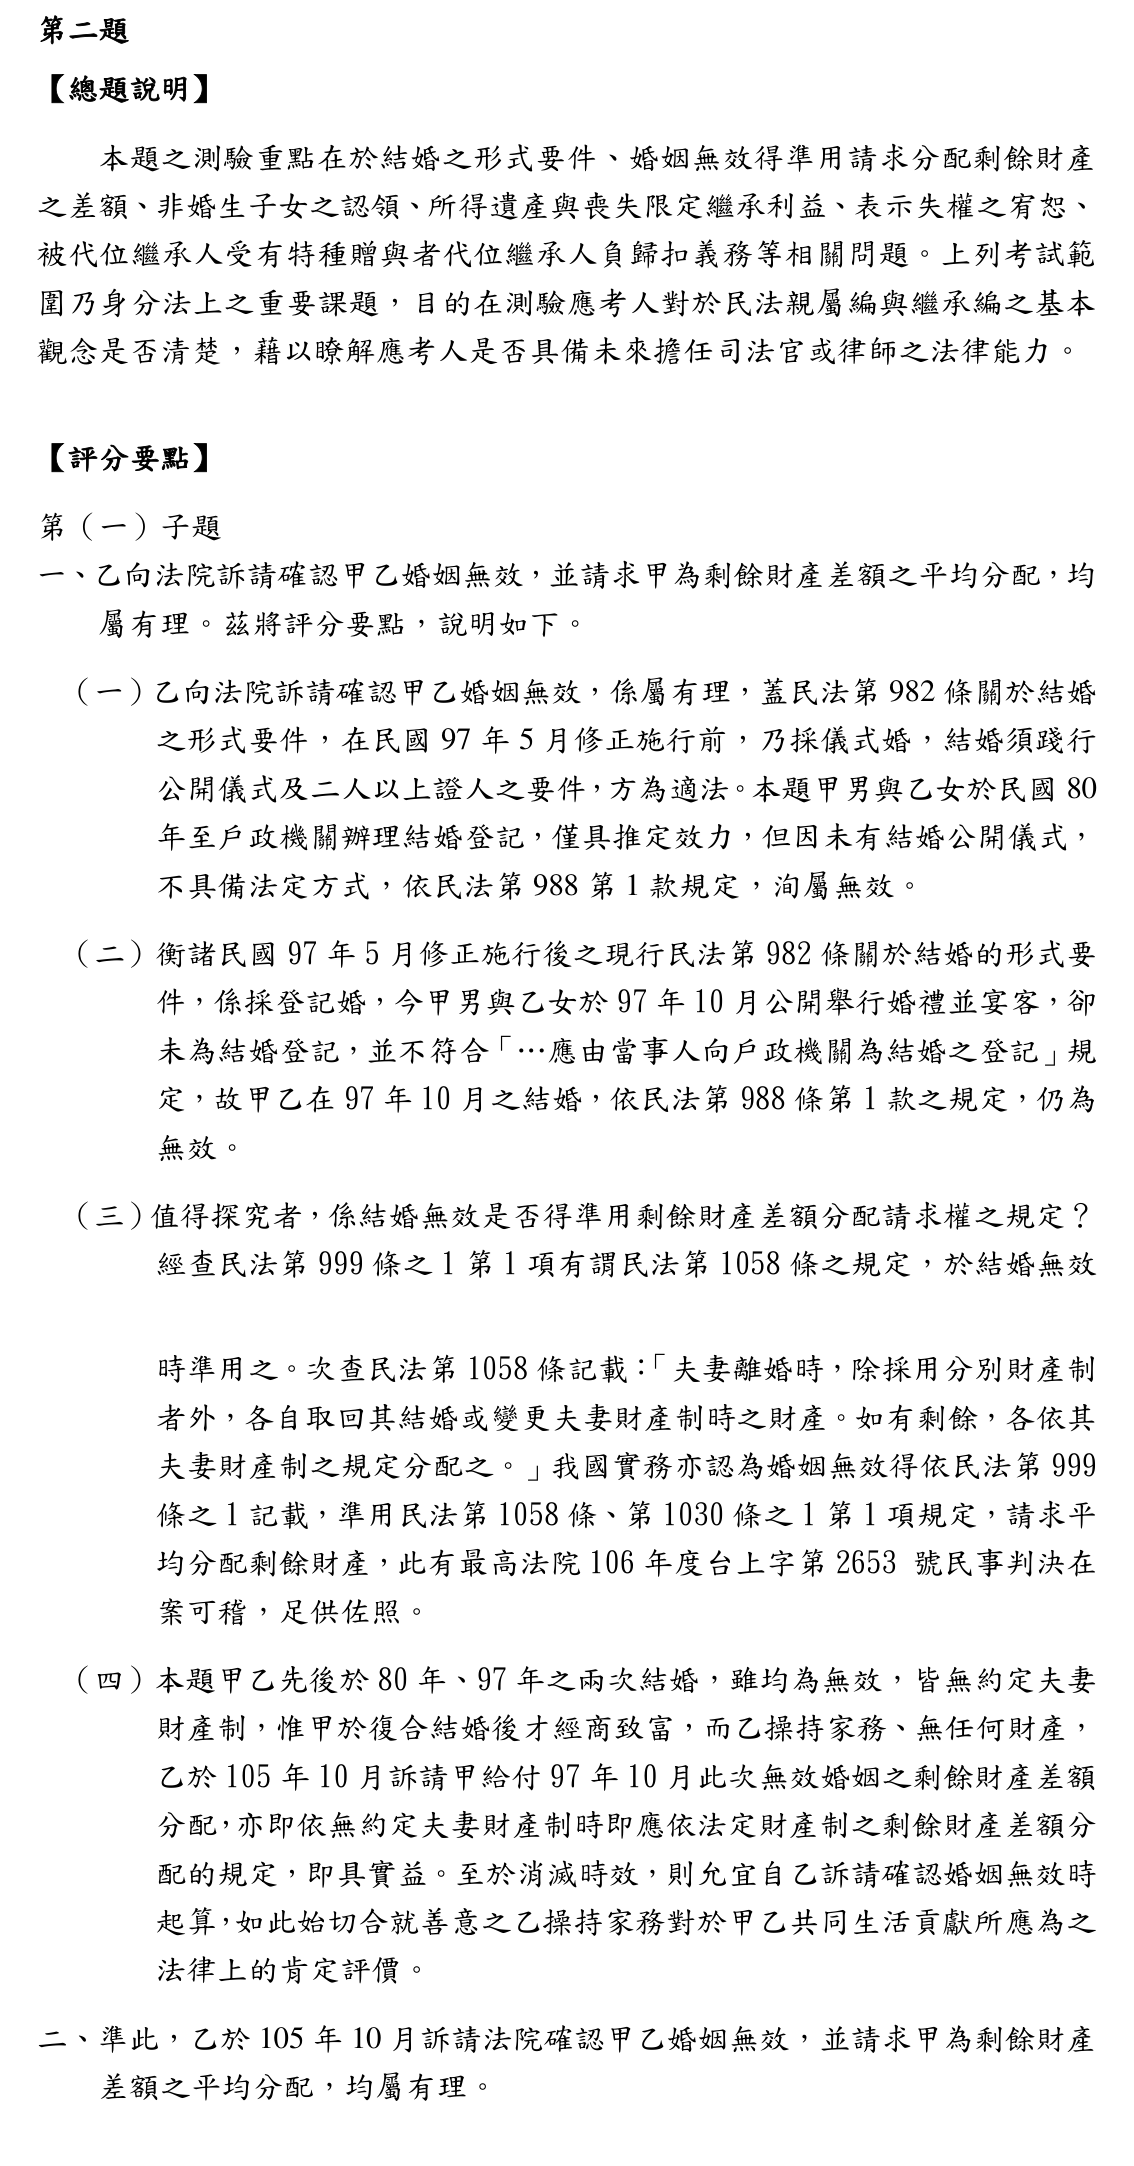 第二題
【總題說明】
本題之測驗重點在於結婚之形式要件、婚姻無效得準用請求分配剩餘財產
之差額、非婚生子女之認領、所得遺產與喪失限定繼承利益、表示失權之宥恕、
被代位繼承人受有特種贈與者代位繼承人負歸扣義務等相關問題。上列考試範
圍乃身分法上之重要課題，目的在測驗應考人對於民法親屬編與繼承編之基本
觀念是否清楚，藉以瞭解應考人是否具備未來擔任司法官或律師之法律能力。
【評分要點】
第（一）子題
一、乙向法院訴請確認甲乙婚姻無效，並請求甲為剩餘財產差額之平均分配，均
屬有理。茲將評分要點，說明如下。
（一）乙向法院訴請確認甲乙婚姻無效，係屬有理，蓋民法第 982 條關於結婚
之形式要件，在民國 97 年 5 月修正施行前，乃採儀式婚，結婚須踐行
公開儀式及二人以上證人之要件，方為適法。本題甲男與乙女於民國 80
年至戶政機關辦理結婚登記，僅具推定效力，但因未有結婚公開儀式，
不具備法定方式，依民法第 988 第 1 款規定，洵屬無效。
（二）衡諸民國 97 年 5 月修正施行後之現行民法第 982 條關於結婚的形式要
件，係採登記婚，今甲男與乙女於 97 年 10 月公開舉行婚禮並宴客，卻
未為結婚登記，並不符合「…應由當事人向戶政機關為結婚之登記」規
定，故甲乙在 97 年 10 月之結婚，依民法第 988 條第 1 款之規定，仍為
無效。
（三）值得探究者，係結婚無效是否得準用剩餘財產差額分配請求權之規定？
經查民法第 999 條之 1 第 1 項有謂民法第 1058 條之規定，於結婚無效
時準用之。次查民法第 1058 條記載：「夫妻離婚時，除採用分別財產制
者外，各自取回其結婚或變更夫妻財產制時之財產。如有剩餘，各依其
夫妻財產制之規定分配之。」我國實務亦認為婚姻無效得依民法第 999
條之 1 記載，準用民法第 1058 條、第 1030 條之 1 第 1 項規定，請求平
均分配剩餘財產，此有最高法院 106 年度台上字第 2653 號民事判決在
案可稽，足供佐照。
（四）本題甲乙先後於 80 年、97 年之兩次結婚，雖均為無效，皆無約定夫妻
財產制，惟甲於復合結婚後才經商致富，而乙操持家務、無任何財產，
乙於 105 年 10 月訴請甲給付 97 年 10 月此次無效婚姻之剩餘財產差額
分配，亦即依無約定夫妻財產制時即應依法定財產制之剩餘財產差額分
配的規定，即具實益。至於消滅時效，則允宜自乙訴請確認婚姻無效時
起算，如此始切合就善意之乙操持家務對於甲乙共同生活貢獻所應為之
法律上的肯定評價。
二、準此，乙於 105 年 10 月訴請法院確認甲乙婚姻無效，並請求甲為剩餘財產
差額之平均分配，均屬有理。